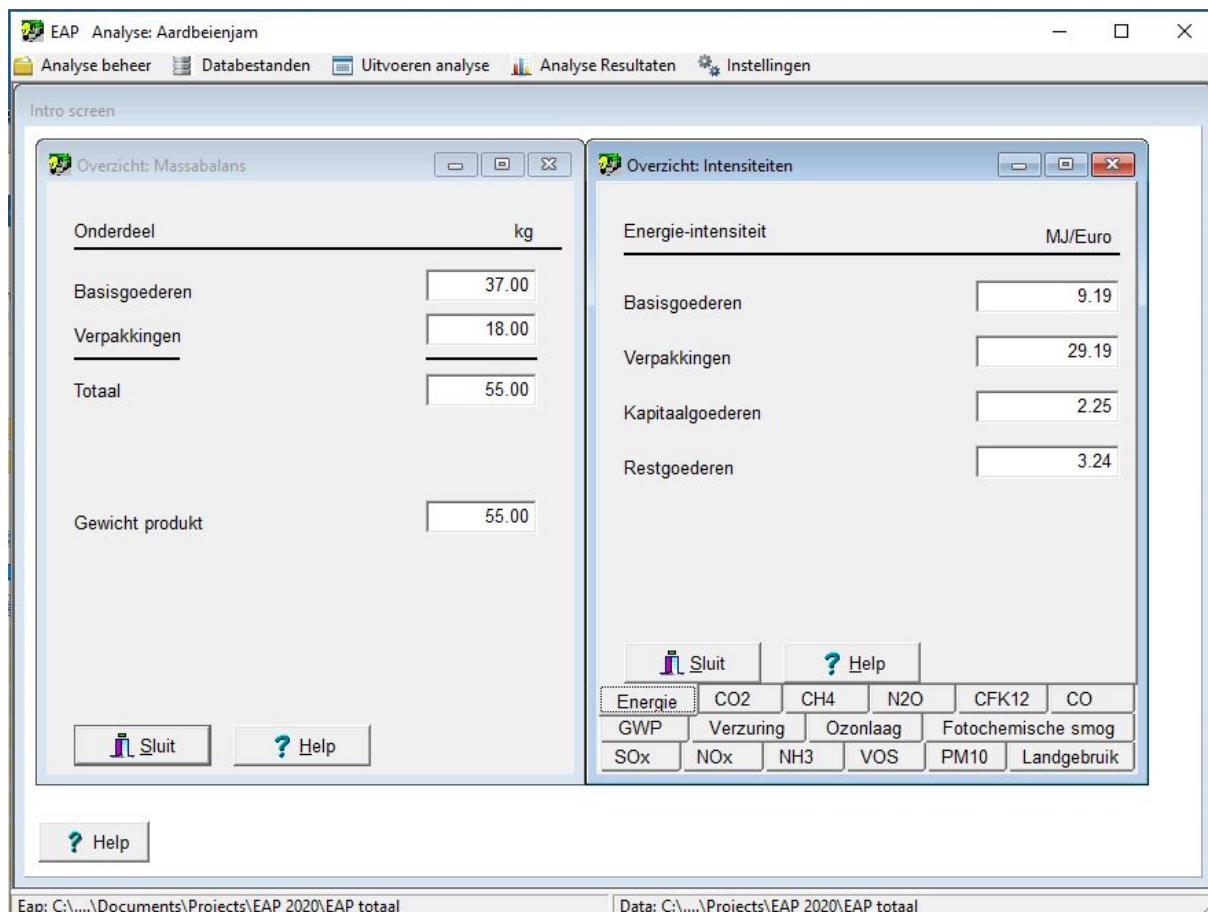 EAP Analyse: Aardbeienjam
Analyse beheer Databestanden Uitvoeren analyse Analyse Resultaten Instellingen
Intro screen
Overzicht: Massabalans
Onderdeel kg
Basisgoederen 37.00
Verpakkingen 18.00
Totaal 55.00
Gewicht produkt 55.00
Sluit ? Help
Overzicht: Intensiteiten
Energie-intensiteit MJ/Euro
Basisgoederen 9.19
Verpakkingen 29.19
Kapitaalgoederen 2.25
Restgoederen 3.24
Sluit ? Help
Energie CO2 CH4 N2O CFK12 CO
GWP Verzuring Ozonlaag Fotochemische smog
SOx NOx NH3 VOS PM10 Landgebruik
? Help
Eap: C:\....\Documents\Projects\EAP 2020\EAP totaal Data: C:\....\Projects\EAP 2020\EAP totaal